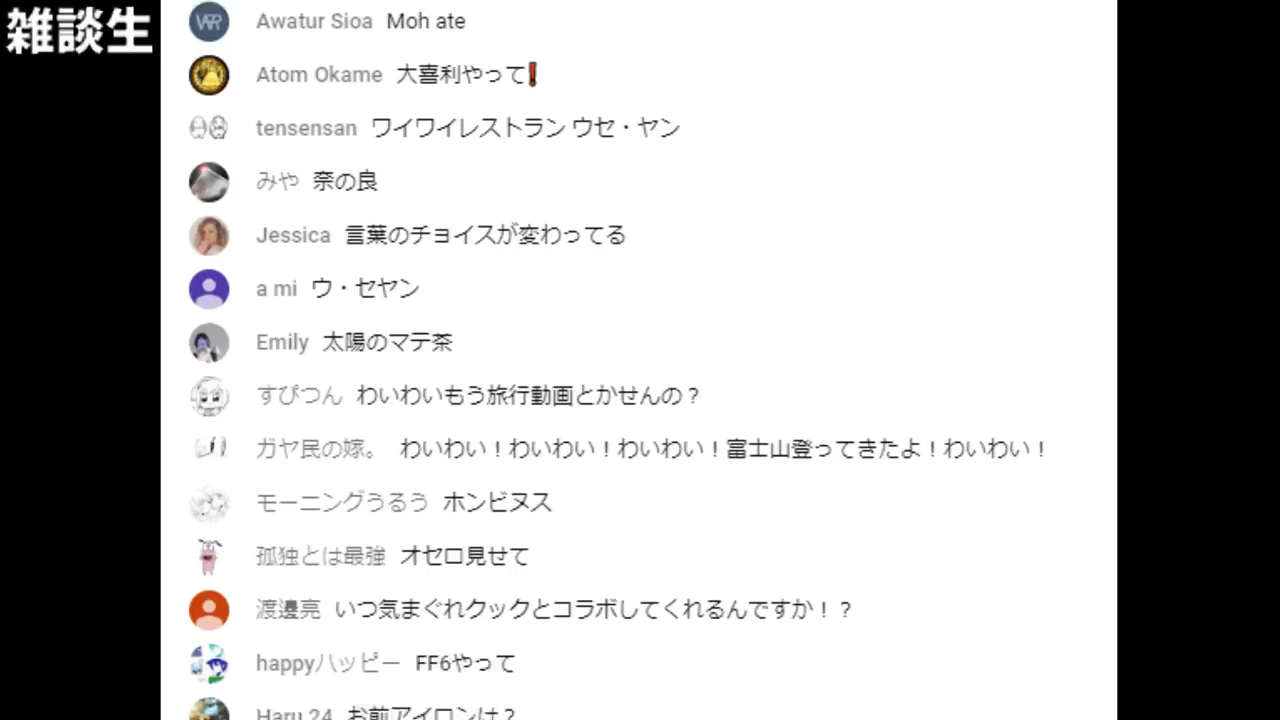 雑談生
Awatur Sioa Moh ate
Atom Okame 大喜利やって❗
tensensan ワイワイレストラン ウセ・ヤン
みや 奈の良
Jessica 言葉のチョイスが変わってる
a mi ウ・セヤン
Emily 太陽のマテ茶
すぴつん わいわいもう旅行動画とかせんの？
ガヤ民の嫁。 わいわい！わいわい！わいわい！富士山登ってきたよ！わいわい！
モーニングうるう ホンビヌス
孤独とは最強 オセロ見せて
渡邊亮 いつ気まぐれクックとコラボしてくれるんですか！？
happyハッピー FF6やって
Haru 24 お前アイロンは？